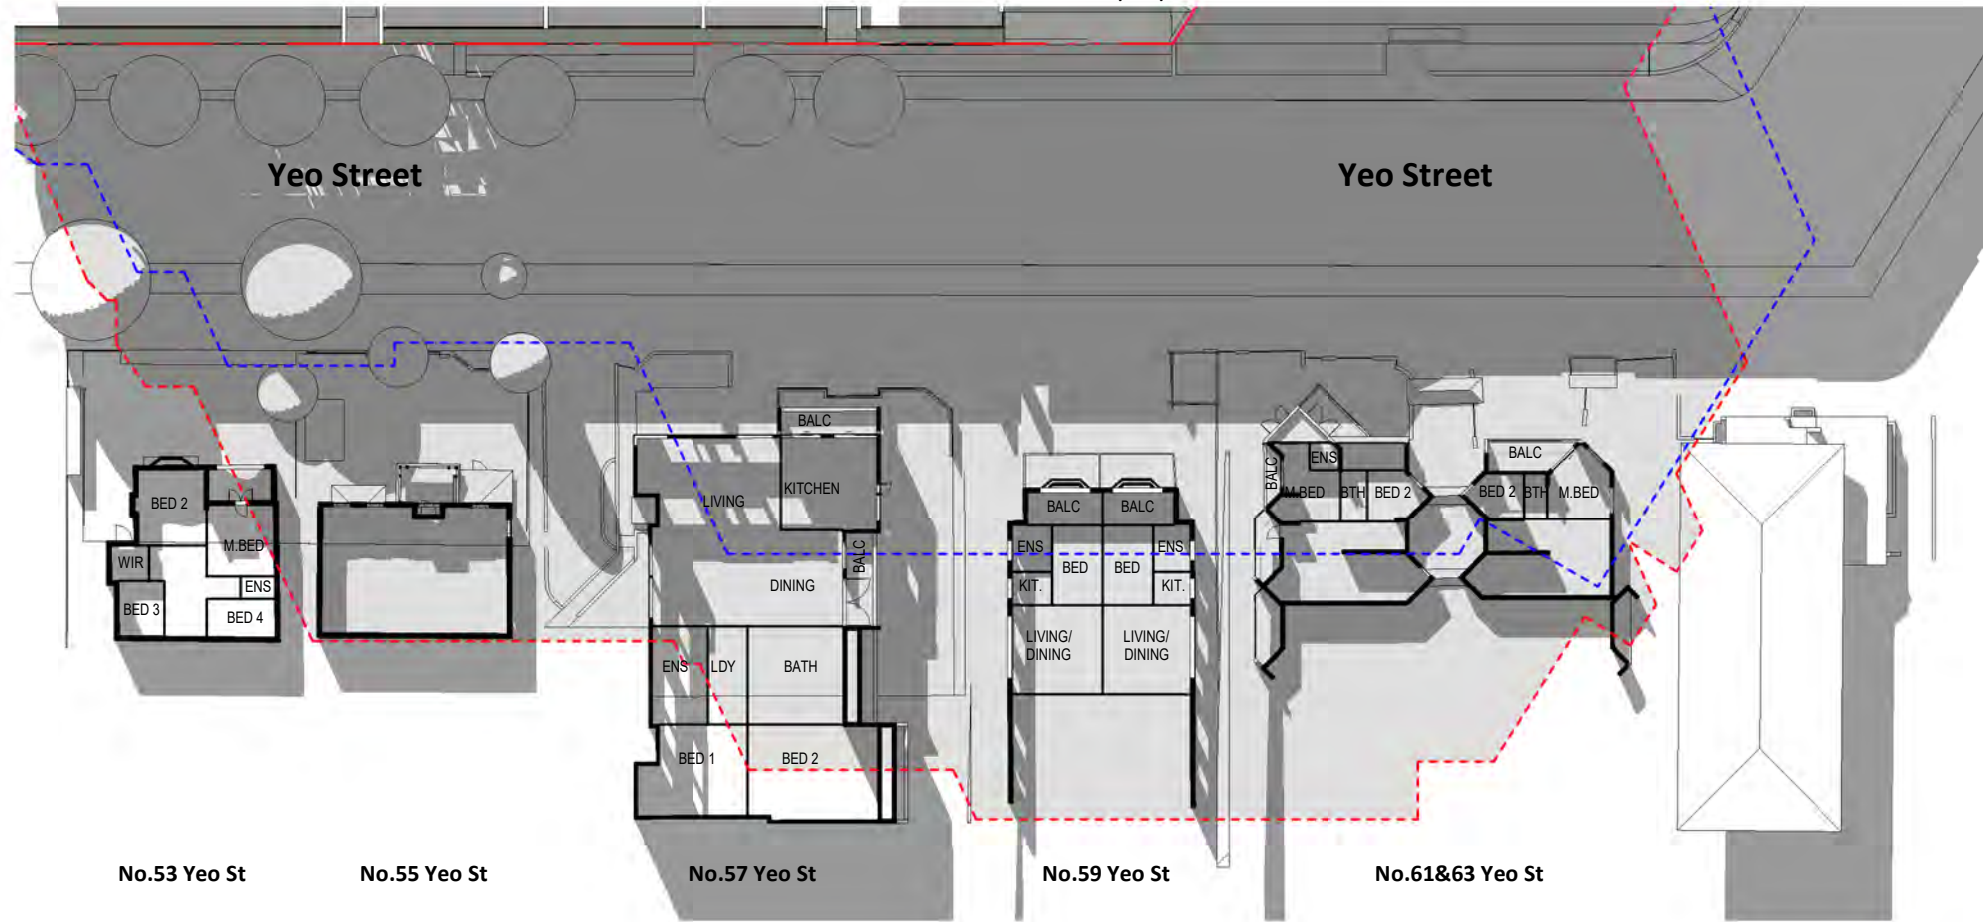 Yeo Street
Yeo Street
BALC
LIVING
KITCHEN
BALC
DINING
ENS
LDY
BATH
BED 1
BED 2
BED 2
M.BED
WIR
ENS
BED 3
BED 4
BALC
BALC
ENS
ENS
BED
BED
KIT.
KIT.
LIVING/
DINING
LIVING/
DINING
BALC
ENS
M.BED
BTH
BED 2
BALC
BED 2
BTH
M.BED
No.53 Yeo St
No.55 Yeo St
No.57 Yeo St
No.59 Yeo St
No.61&63 Yeo St